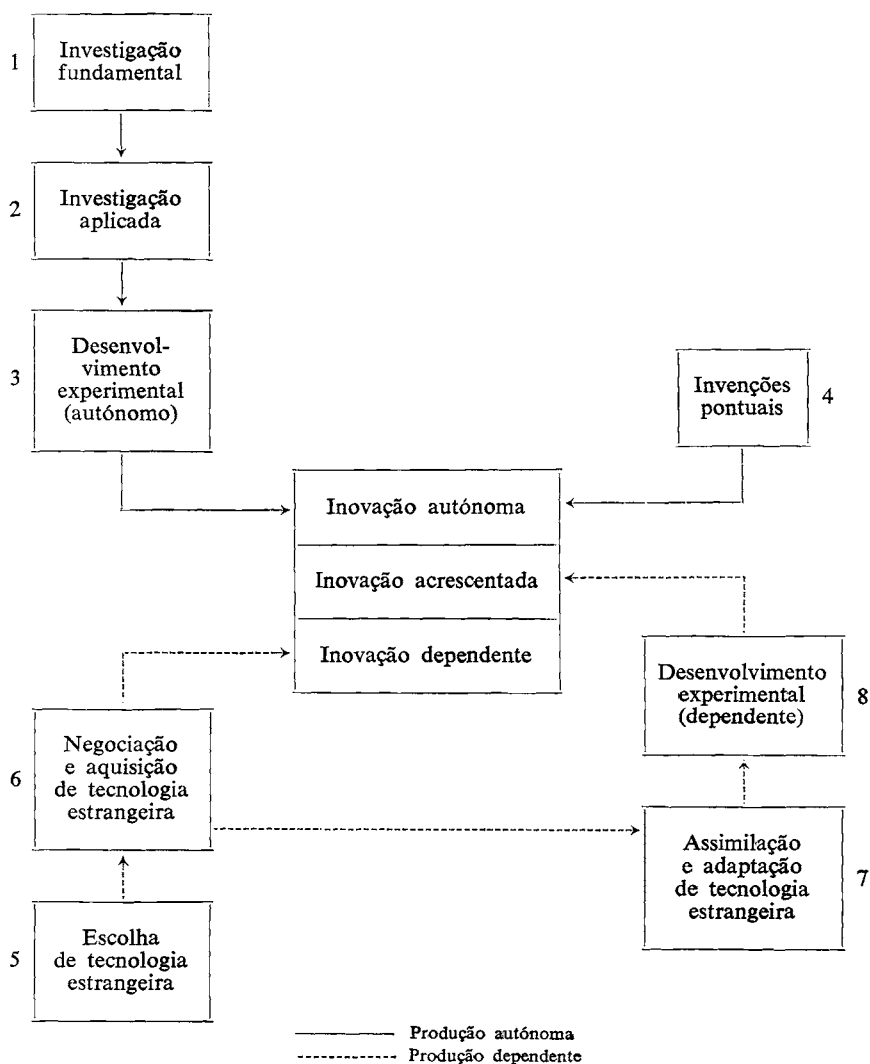 1
Investigação
fundamental
2
Investigação
aplicada
3
Desenvol-
vimento
experimental
(autónomo)
Invenções
pontuais
4
Inovação autónoma
Inovação acrescentada
Inovação dependente
Desenvolvimento
experimental
(dependente)
8
6
Negociação
e aquisição
de tecnologia
estrangeira
Assimilação
e adaptação
de tecnologia
estrangeira
7
5
Escolha
de tecnologia
estrangeira
Produção autónoma
Produção dependente